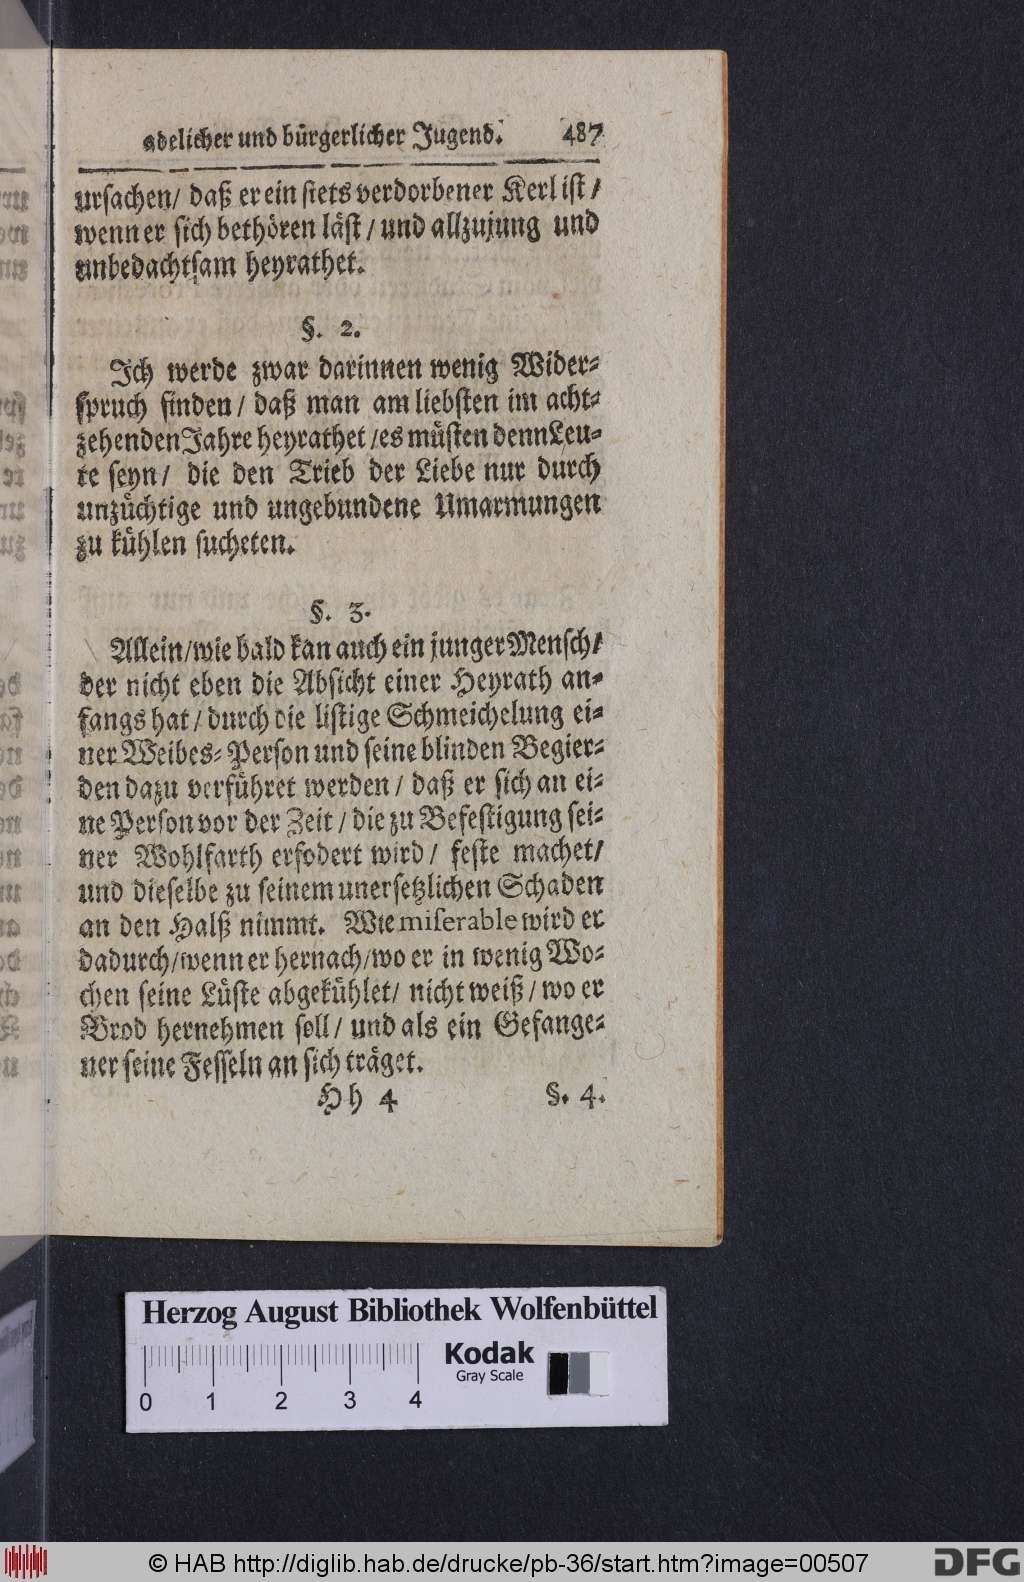 adelicher und bürgerlicher Jugend. 487
ursachen/ daß er ein stets verdorbener Kerl ist/
wenn er sich bethören läst/ und allzujung und
unbedachtsam heyrathet.
§. 2.
Ich werde zwar darinnen wenig Wider-
spruch finden/ daß man am liebsten im acht-
zehenden Jahre heyrathet/es müsten denn Leu-
te seyn/ die den Trieb der Liebe nur durch
unzüchtige und ungebundene Umarmungen
zu kühlen sucheten.
§. 3.
Allein/wie bald kan auch ein junger Mensch/
der nicht eben die Absicht einer Heyrath an-
fangs hat/ durch die listige Schmeichelung ei-
ner Weibes-Person und seine blinden Begier-
den dazu verführet werden/ daß er sich an ei-
ne Person vor der Zeit/ die zu Befestigung sei-
ner Wohlfarth erfodert wird/ feste machet/
und dieselbe zu seinem unersetzlichen Schaden
an den Halß nimmt. Wie miserable wird er
dadurch/wenn er hernach/wo er in wenig Wo-
chen seine Lüste abgekühlet/ nicht weiß/ wo er
Brod hernehmen soll/ und als ein Gefange-
ner seine Fesseln an sich träget.
Hh 4 §. 4.
Herzog August Bibliothek Wolfenbüttel
Kodak
Gray Scale
0 1 2 3 4
© HAB http://diglib.hab.de/drucke/pb-36/start.htm?image=00507
DFG